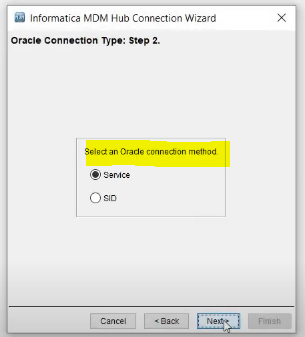 Informatica MDM Hub Connection Wizard
Oracle Connection Type: Step 2.
Select an Oracle connection method.
Service
SID
Cancel
< Back
Next >
Finish